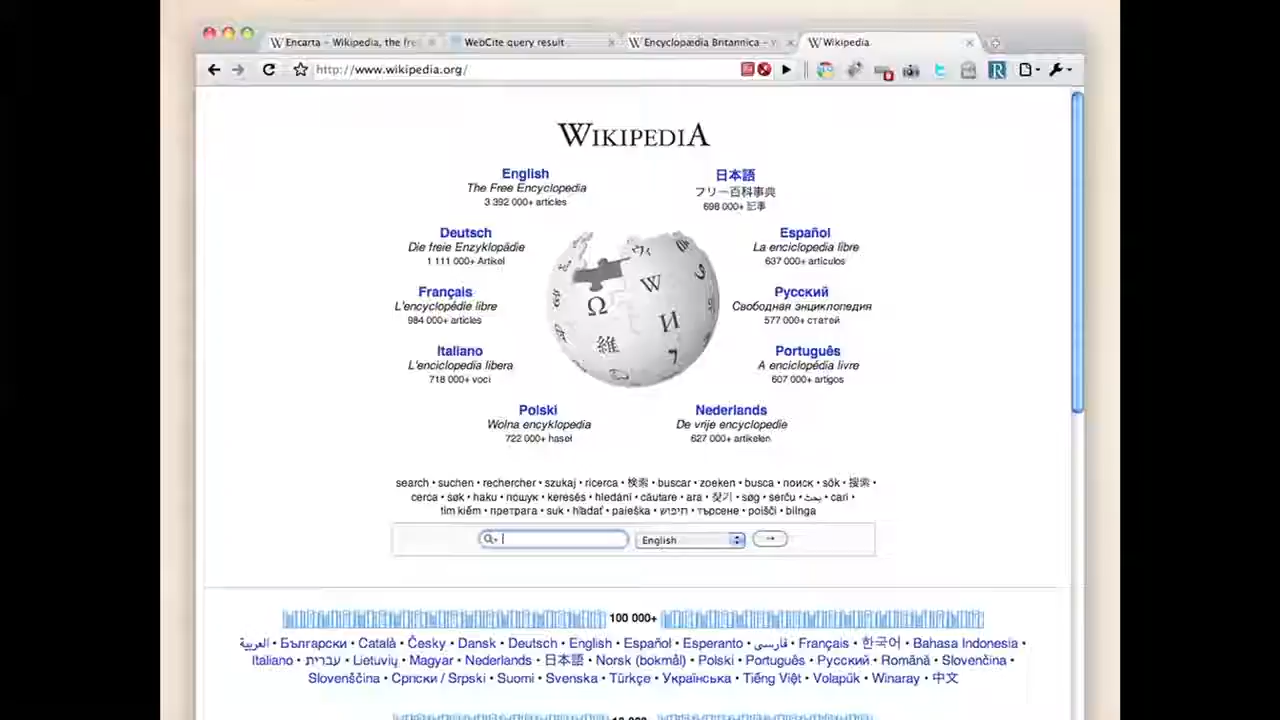 Encarta – Wikipedia, the fre
WebCite query result
Encyclopædia Britannica –
Wikipedia
http://www.wikipedia.org/
WIKIPEDIA
English
The Free Encyclopedia
3 392 000+ articles
日本語
フリー百科事典
698 000+ 記事
Deutsch
Die freie Enzyklopädie
1 111 000+ Artikel
Español
La enciclopedia libre
637 000+ artículos
Français
L'encyclopédie libre
984 000+ articles
Русский
Свободная энциклопедия
577 000+ статей
Italiano
L'enciclopedia libera
718 000+ voci
Português
A enciclopédia livre
607 000+ artigos
Polski
Wolna encyklopedia
722 000+ haseł
Nederlands
De vrije encyclopedie
627 000+ artikelen
search • suchen • rechercher • szukaj • ricerca • 検索 • buscar • zoeken • busca • поиск • sök • 搜索 •
cerca • søk • haku • пошук • keresés • hledání • căutare • ara • 찾기 • søg • serĉu • بحث • cari •
tìm kiếm • претрага • suk • hľadať • paieška • חיפוש • търсене • poišči • bilnga
English
100 000+
العربية • Български • Català • Česky • Dansk • Deutsch • English • Español • Esperanto • فارسی • Français • 한국어 • Bahasa Indonesia •
Italiano • עברית • Lietuvių • Magyar • Nederlands • 日本語 • Norsk (bokmål) • Polski • Português • Русский • Română • Slovenčina •
Slovenščina • Српски / Srpski • Suomi • Svenska • Türkçe • Українська • Tiếng Việt • Volapük • Winaray • 中文